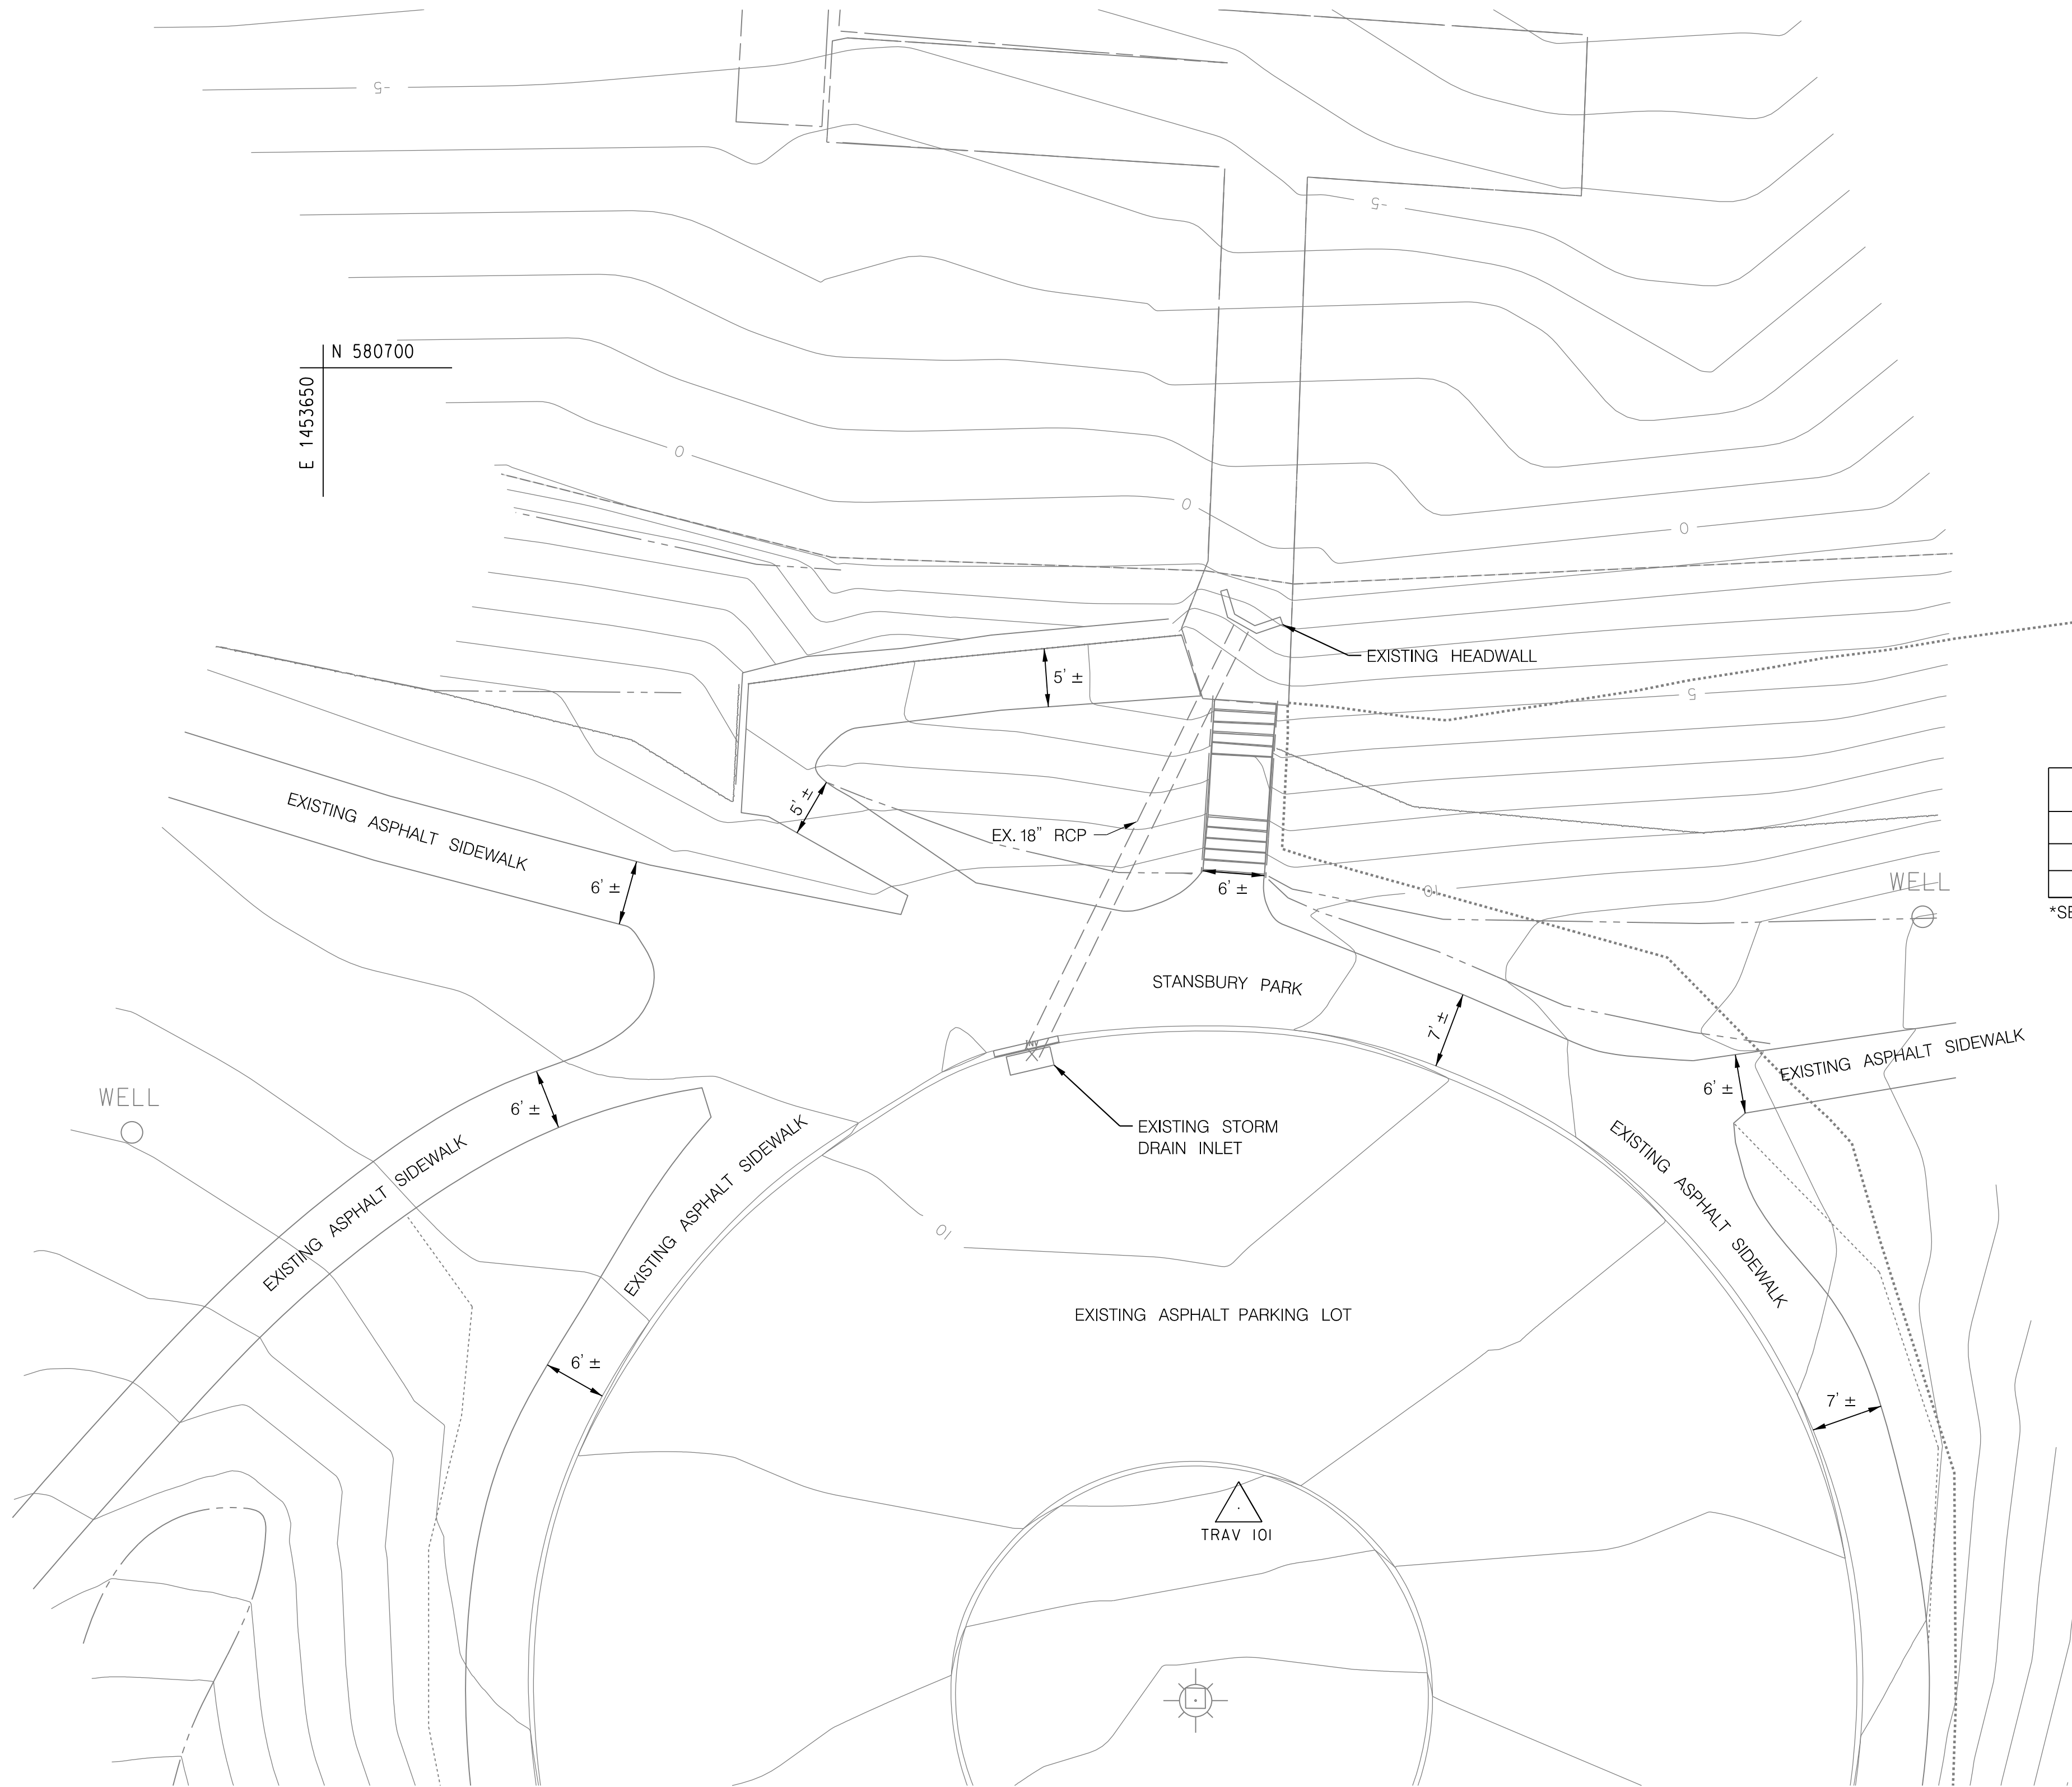 -5
N 580700
E 1453650
-5
0
0
0
EXISTING HEADWALL
5' ±
5
EXISTING ASPHALT SIDEWALK
5' ±
EX. 18" RCP
6' ±
6' ±
10
WELL
*SE
STANSBURY PARK
7' ±
EXISTING ASPHALT SIDEWALK
6' ±
INV
WELL
6' ±
EXISTING STORM
DRAIN INLET
EXISTING ASPHALT SIDEWALK
EXISTING ASPHALT SIDEWALK
EXISTING ASPHALT SIDEWALK
10
EXISTING ASPHALT PARKING LOT
6' ±
7' ±
TRAV 101